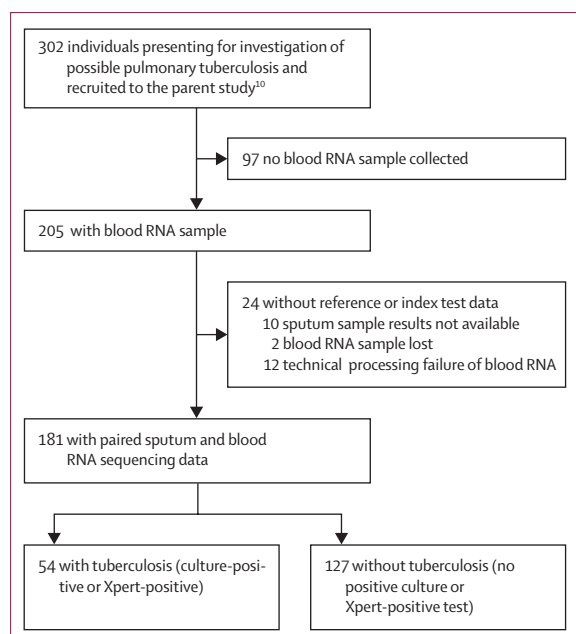 302 individuals presenting for investigation of
possible pulmonary tuberculosis and
recruited to the parent study¹⁰
97 no blood RNA sample collected
205 with blood RNA sample
24 without reference or index test data
10 sputum sample results not available
2 blood RNA sample lost
12 technical processing failure of blood RNA
181 with paired sputum and blood
RNA sequencing data
54 with tuberculosis (culture-posi-
tive or Xpert-positive)
127 without tuberculosis (no
positive culture or
Xpert-positive test)